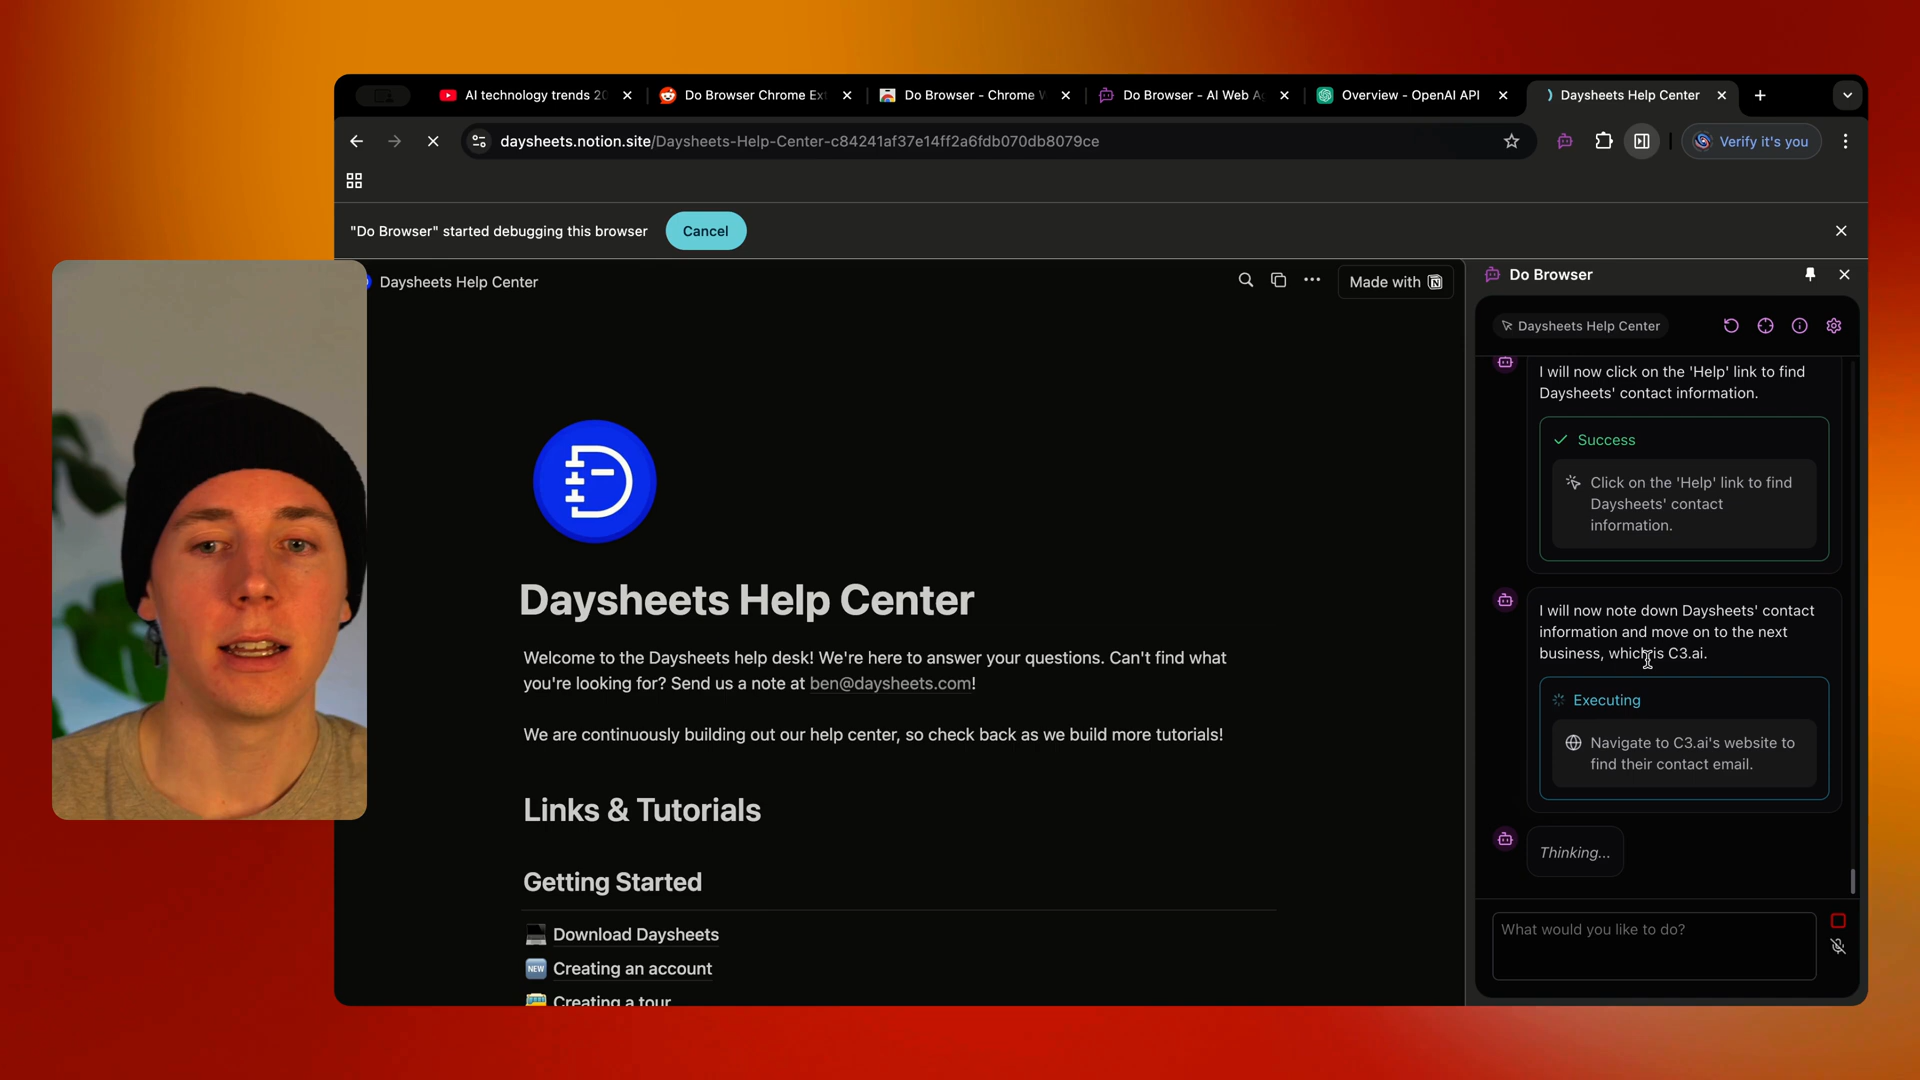 AI technology trends 20
Do Browser Chrome Ex
Do Browser - Chrome W
Do Browser - AI Web Ag
Overview - OpenAI API
Daysheets Help Center
daysheets.notion.site/Daysheets-Help-Center-c84241af37e14ff2a6fdb070db8079ce
Verify it's you
"Do Browser" started debugging this browser
Cancel
Daysheets Help Center
Made with
Daysheets Help Center
Welcome to the Daysheets help desk! We're here to answer your questions. Can't find what
you're looking for? Send us a note at ben@daysheets.com!
We are continuously building out our help center, so check back as we build more tutorials!
Links & Tutorials
Getting Started
Download Daysheets
NEW Creating an account
Creating a tour
Do Browser
Daysheets Help Center
I will now click on the 'Help' link to find
Daysheets' contact information.
Success
Click on the 'Help' link to find
Daysheets' contact
information.
I will now note down Daysheets' contact
information and move on to the next
business, which is C3.ai.
Executing
Navigate to C3.ai's website to
find their contact email.
Thinking...
What would you like to do?